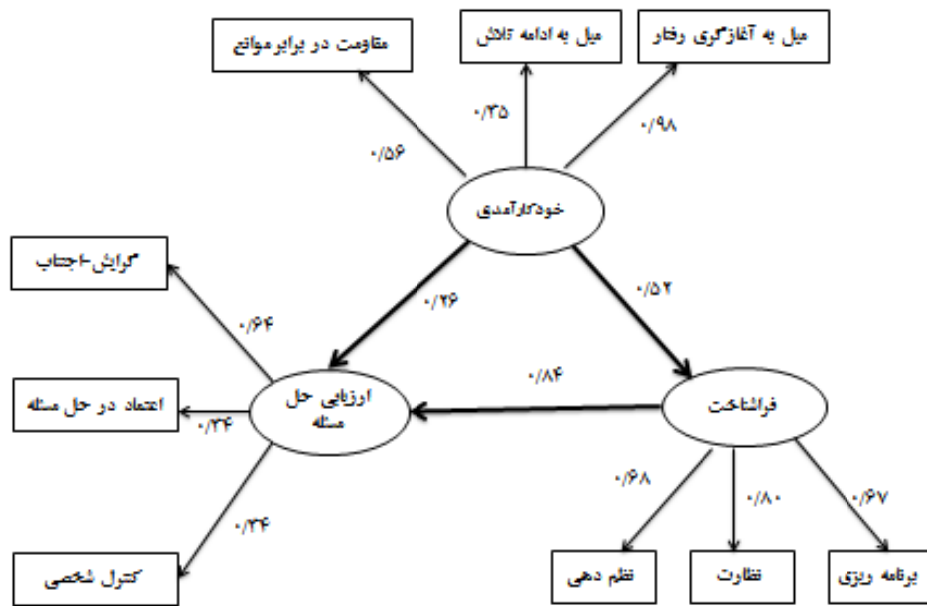 میل به آغازگری رفتار
میل به ادامه تلاش
مقاومت در برابر موانع
۰/۹۸
۰/۳۵
۰/۵۶
خودکارآمدی
گرایش-اجتناب
۰/۵۲
۰/۲۶
۰/۶۴
ارزیابی حل
مسئله
۰/۸۴
فراشناخت
اعتماد در حل مسئله
۰/۳۴
۰/۶۷
۰/۸۰
۰/۶۸
۰/۳۴
برنامه ریزی
نظارت
نظم دهی
کنترل شخصی